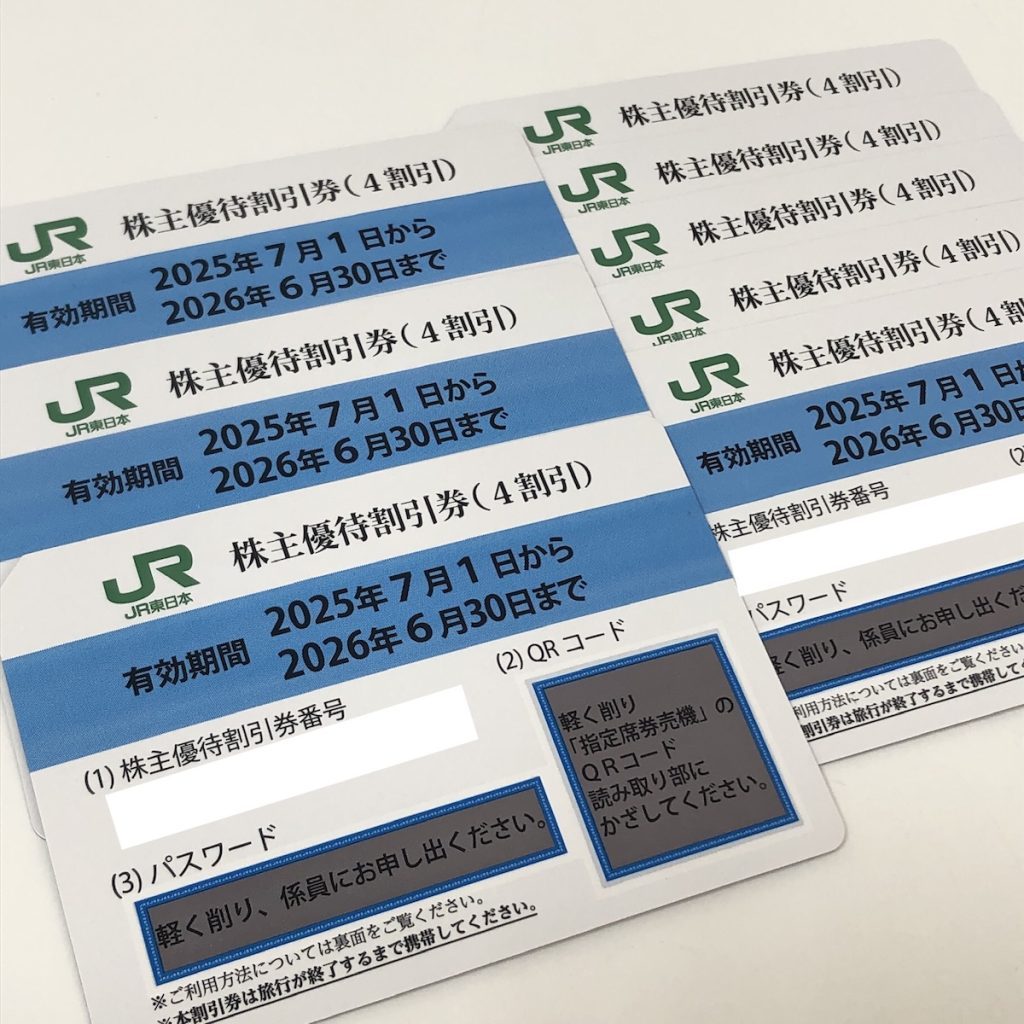 JR
JR東日本
株主優待割引券(4割引)
有効期間
2025年7月1日から
2026年6月30日まで
JR
JR東日本
株主優待割引券(4割引)
有効期間
2025年7月1日から
2026年6月30日まで
JR
JR東日本
株主優待割引券(4割引)
有効期間
2025年7月1日から
2026年6月30日まで
(1) 株主優待割引券番号
(2) QRコード
軽く削り
「指定席券売機」の
QRコード
読み取り部に
かざしてください。
(3) パスワード
軽く削り、係員にお申し出ください。
※ご利用方法については裏面をご覧ください。
※本割引券は旅行が終了するまで携帯してください。
JR
JR東日本
株主優待割引券(4割引)
JR
JR東日本
株主優待割引券(4割引)
JR
JR東日本
株主優待割引券(4割引)
JR
JR東日本
株主優待割引券(4割引)
JR
JR東日本
株主優待割引券(4割
有効期間
2025年7月1日か
2026年6月30日
株主優待割引券番号
(2)
パスワード
軽く削り、係員にお申し出くださ
ご利用方法については裏面をご覧ください
本割引券は旅行が終了するまで携帯して